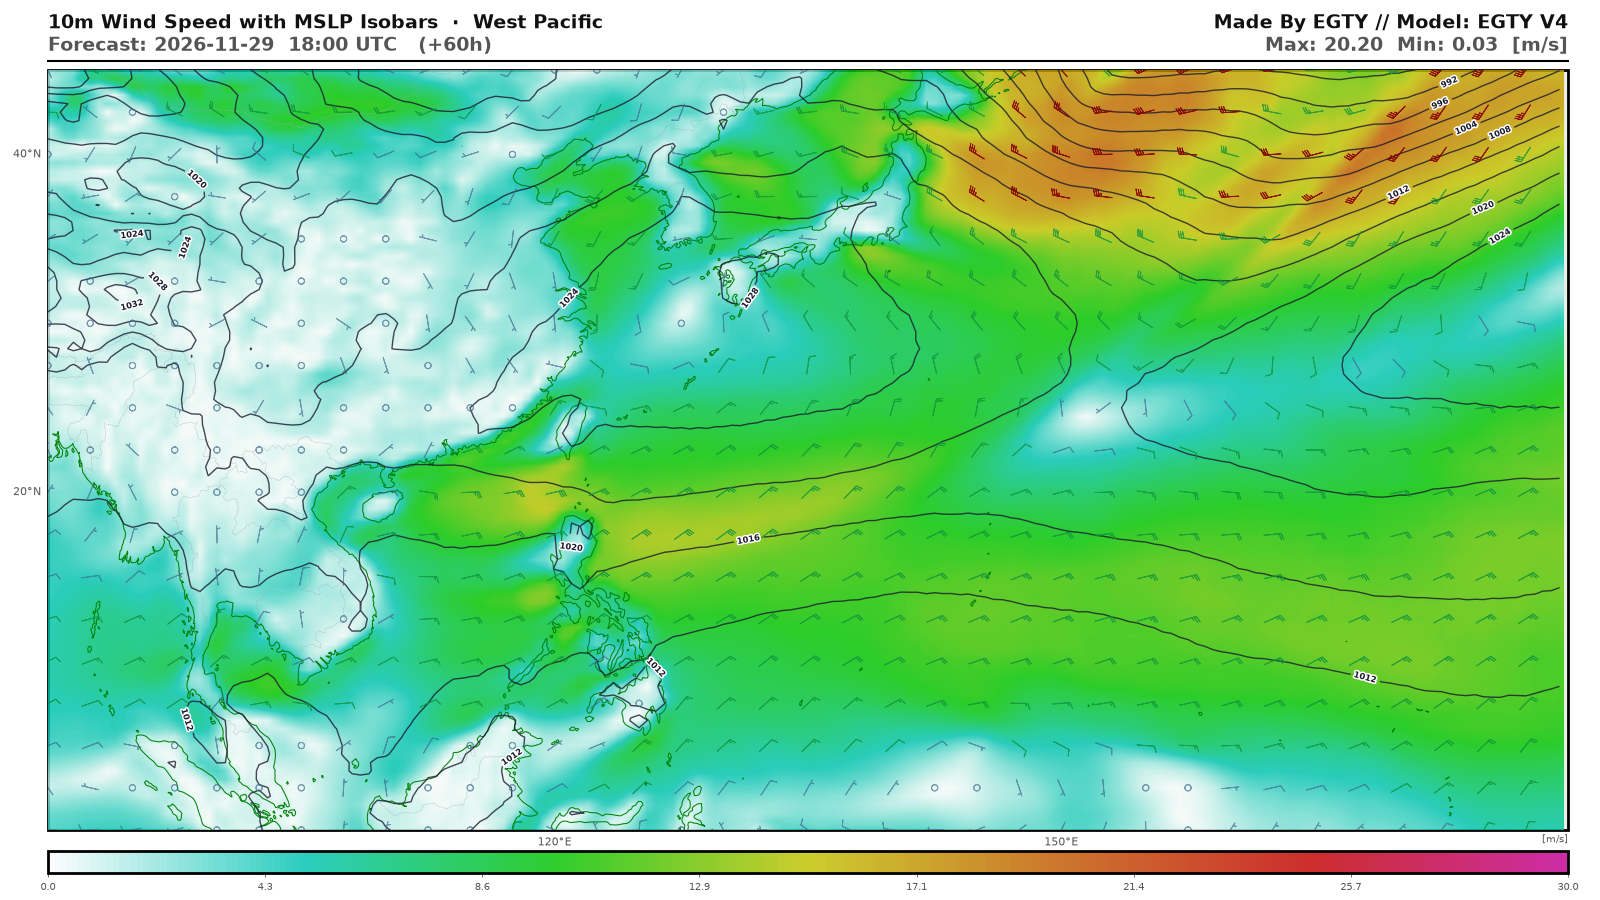 10m Wind Speed with MSLP Isobars · West Pacific
Made By EGTY // Model: EGTY V4
Forecast: 2026-11-29 18:00 UTC (+60h)
Max: 20.20 Min: 0.03 [m/s]
992
996
1004
1008
40°N
1020
1012
1020
1024
1024
1024
1028
1032
1024
1028
20°N
1016
1020
1012
1012
1012
1012
120°E
150°E
[m/s]
0.0 4.3 8.6 12.9 17.1 21.4 25.7 30.0